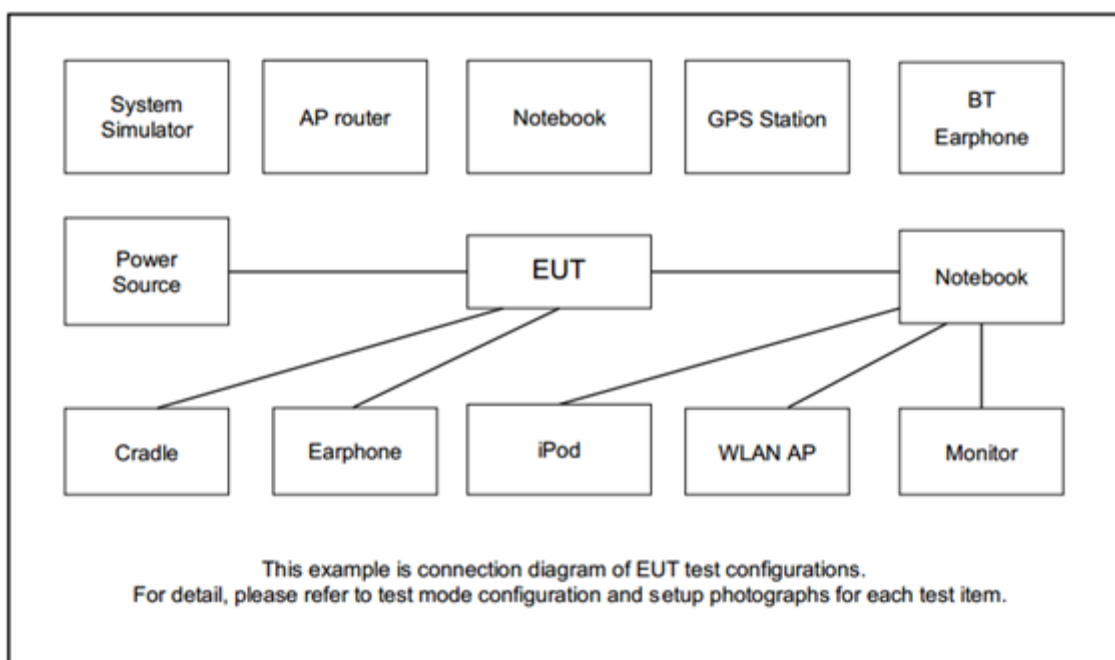 System
Simulator
AP router
Notebook
GPS Station
BT
Earphone
Power
Source
EUT
Notebook
Cradle
Earphone
iPod
WLAN AP
Monitor
This example is connection diagram of EUT test configurations.
For detail, please refer to test mode configuration and setup photographs for each test item.